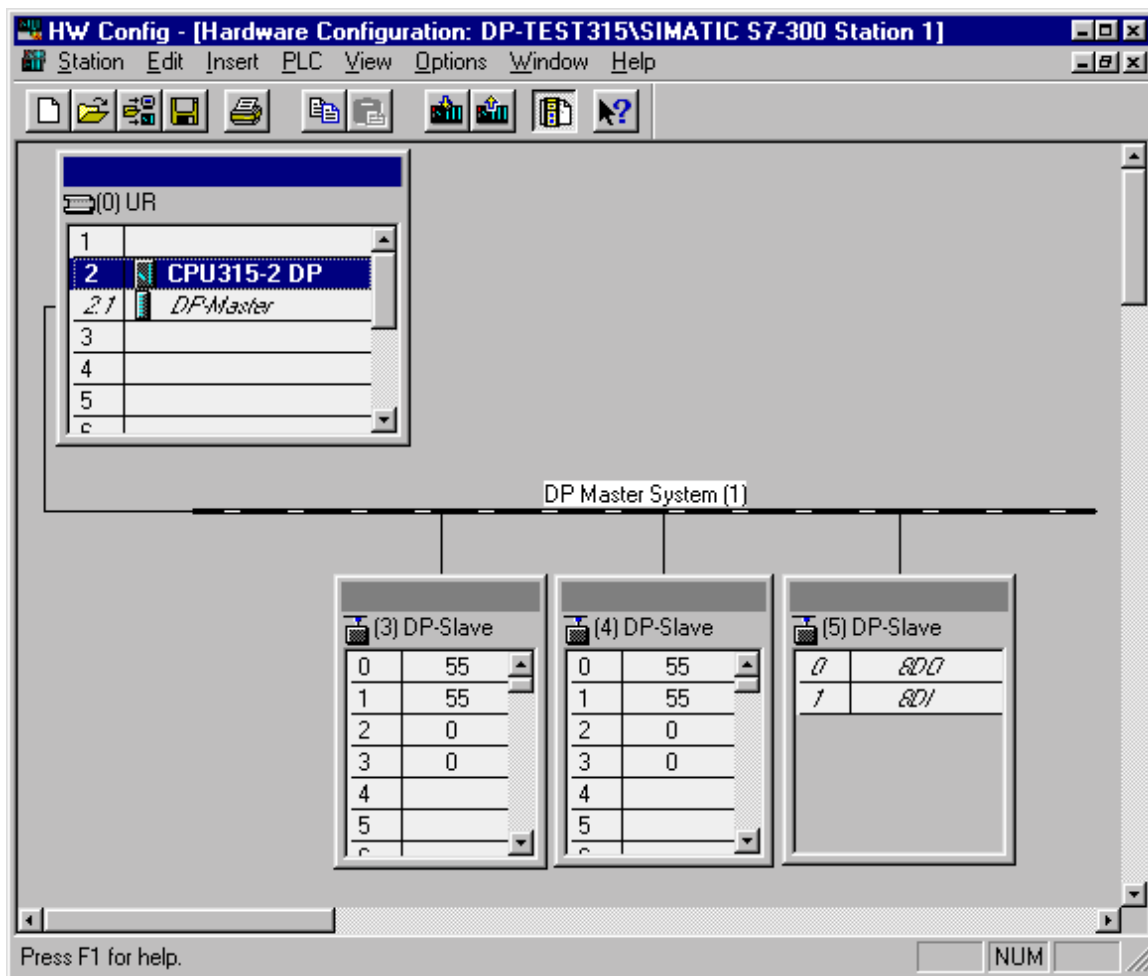 HW Config - [Hardware Configuration: DP-TEST315\SIMATIC S7-300 Station 1]
Station Edit Insert PLC View Options Window Help
(0) UR
1
2 CPU315-2 DP
2.1 DP-Master
3
4
5
DP Master System (1)
(3) DP-Slave
0 55
1 55
2 0
3 0
4
5
(4) DP-Slave
0 55
1 55
2 0
3 0
4
5
(5) DP-Slave
0 8DO
1 8DI
Press F1 for help.
NUM